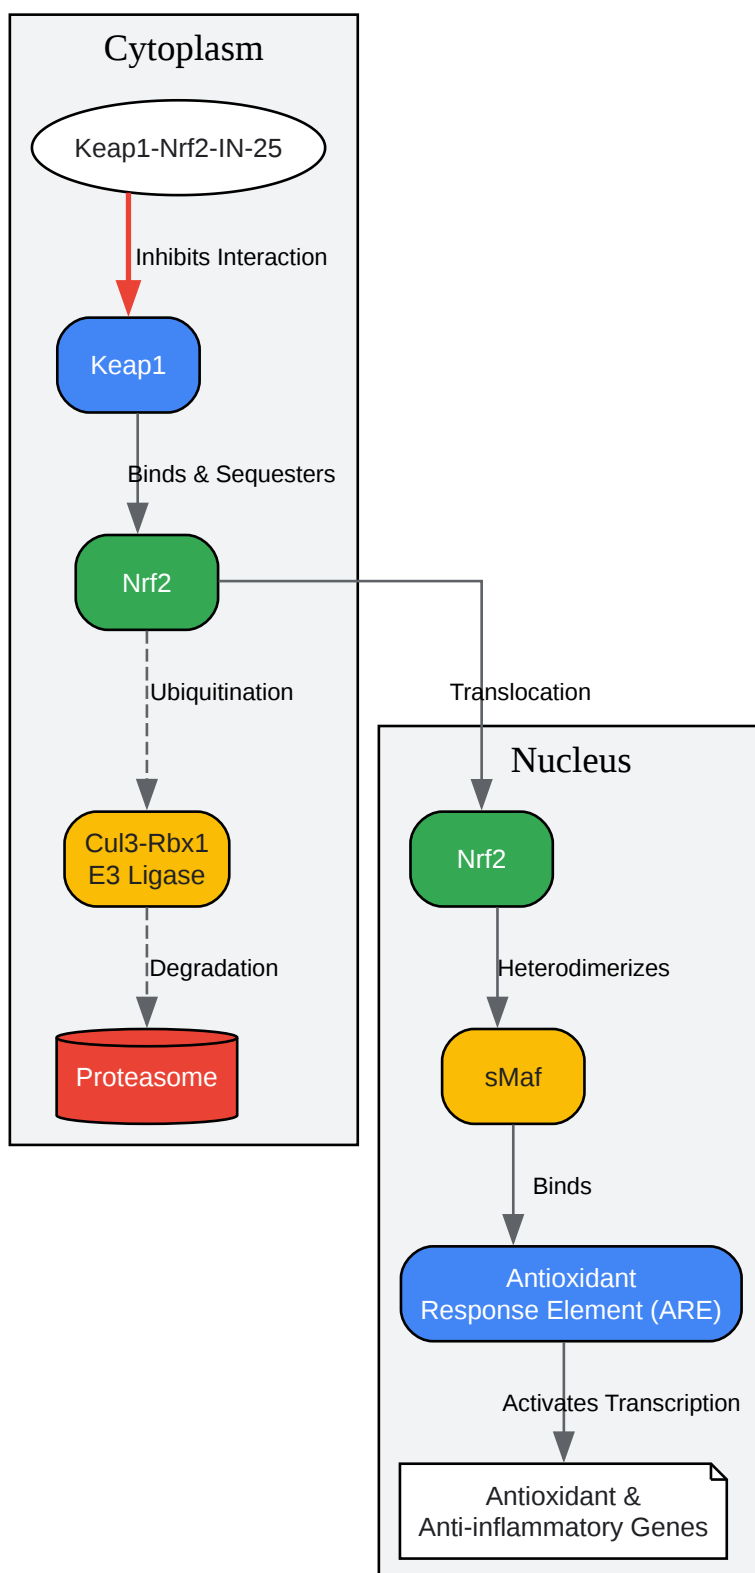 Cytoplasm
Keap1-Nrf2-IN-25
Inhibits Interaction
Keap1
Binds & Sequesters
Nrf2
Ubiquitination
Cul3-Rbx1
E3 Ligase
Degradation
Proteasome
Translocation
Nucleus
Nrf2
Heterodimerizes
sMaf
Binds
Antioxidant
Response Element (ARE)
Activates Transcription
Antioxidant &
Anti-inflammatory Genes